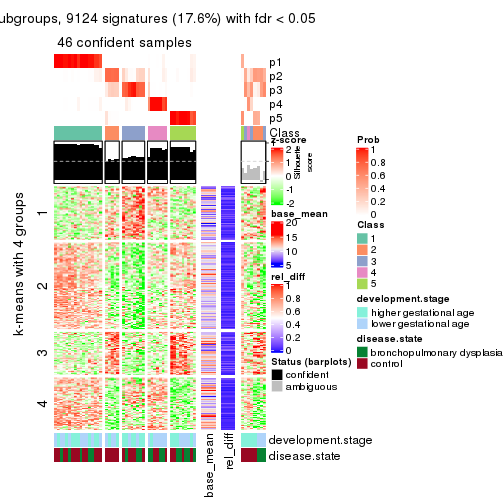 ubgroups, 9124 signatures (17.6%) with fdr < 0.05
46 confident samples
p1
p2
p3
p4
p5
Class
Silhouette
score
k-means with 4 groups
1
2
3
4
base_mean
rel_diff
development.stage
disease.state
z-score
2
1
0
-1
-2
base_mean
20
15
10
5
rel_diff
1
0.8
0.6
0.4
0.2
0
Status (barplots)
confident
ambiguous
Prob
1
0.8
0.6
0.4
0.2
0
Class
1
2
3
4
5
development.stage
higher gestational age
lower gestational age
disease.state
bronchopulmonary dysplasia
control